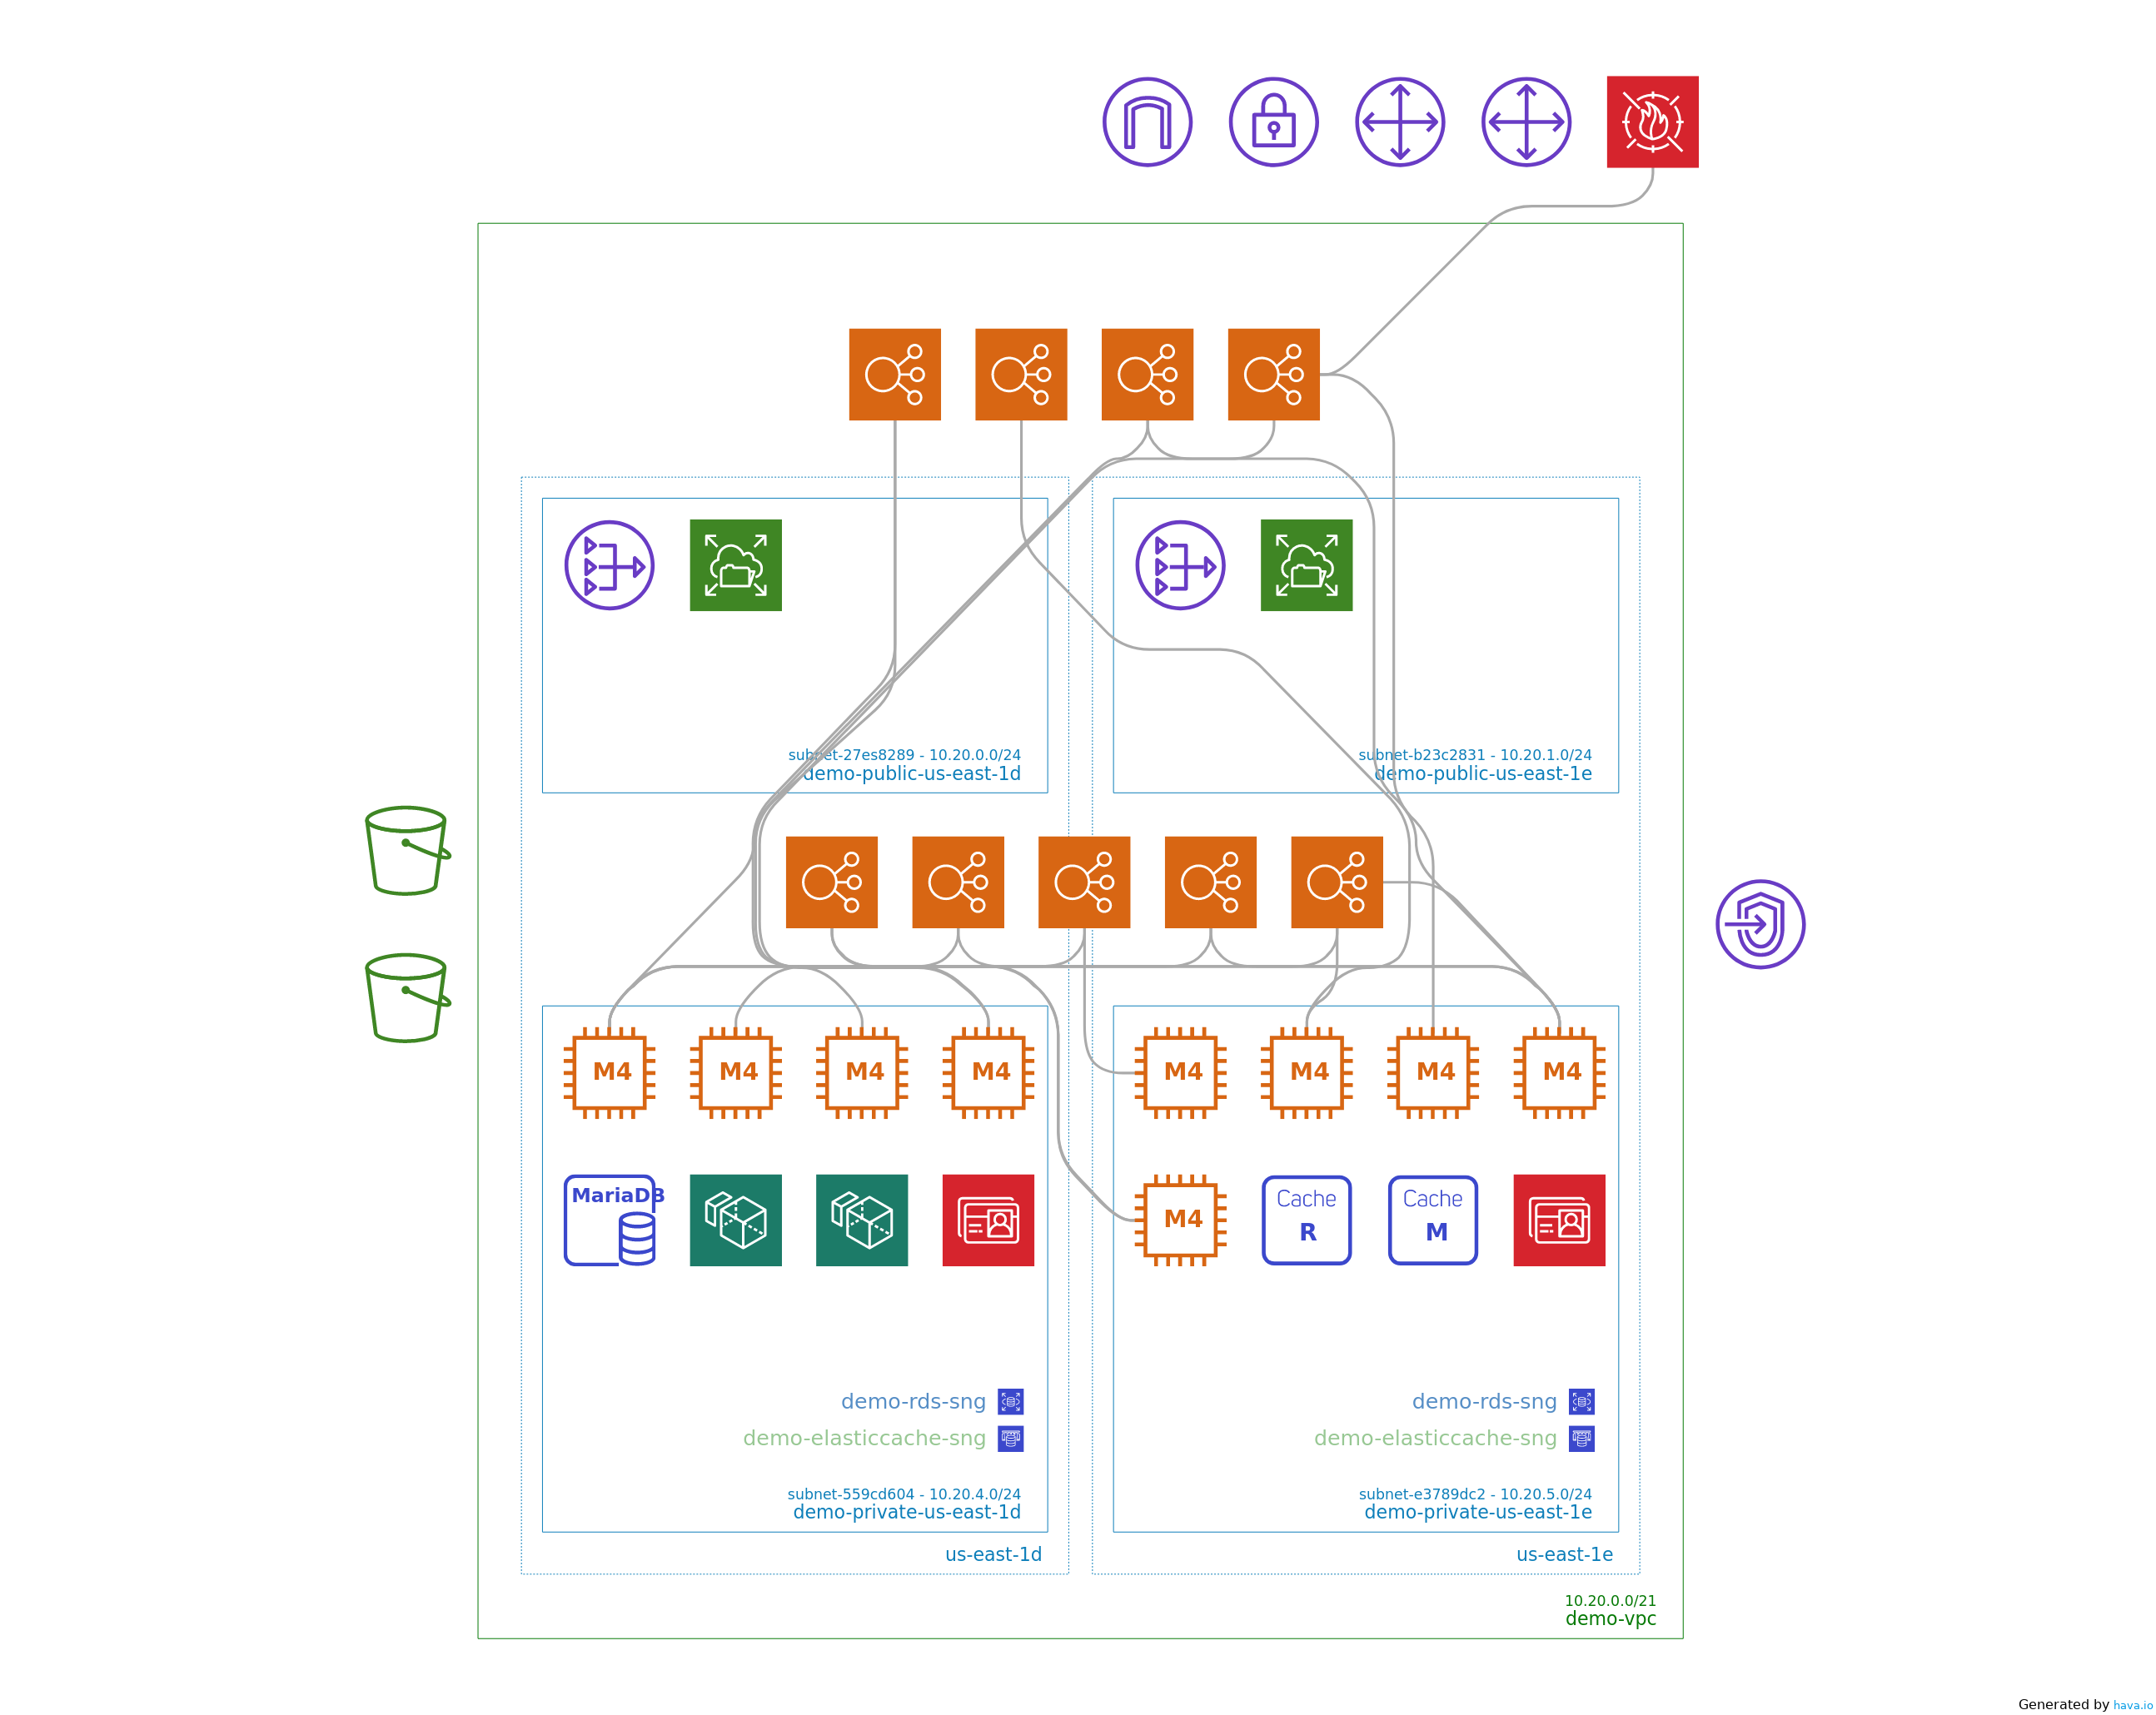 subnet-27es8289 - 10.20.0.0/24
demo-public-us-east-1d
subnet-b23c2831 - 10.20.1.0/24
demo-public-us-east-1e
M4
M4
M4
M4
M4
M4
M4
M4
MariaDB
M4
Cache
R
Cache
M
demo-rds-sng
demo-elasticcache-sng
subnet-559cd604 - 10.20.4.0/24
demo-private-us-east-1d
us-east-1d
demo-rds-sng
demo-elasticcache-sng
subnet-e3789dc2 - 10.20.5.0/24
demo-private-us-east-1e
us-east-1e
10.20.0.0/21
demo-vpc
Generated by hava.io